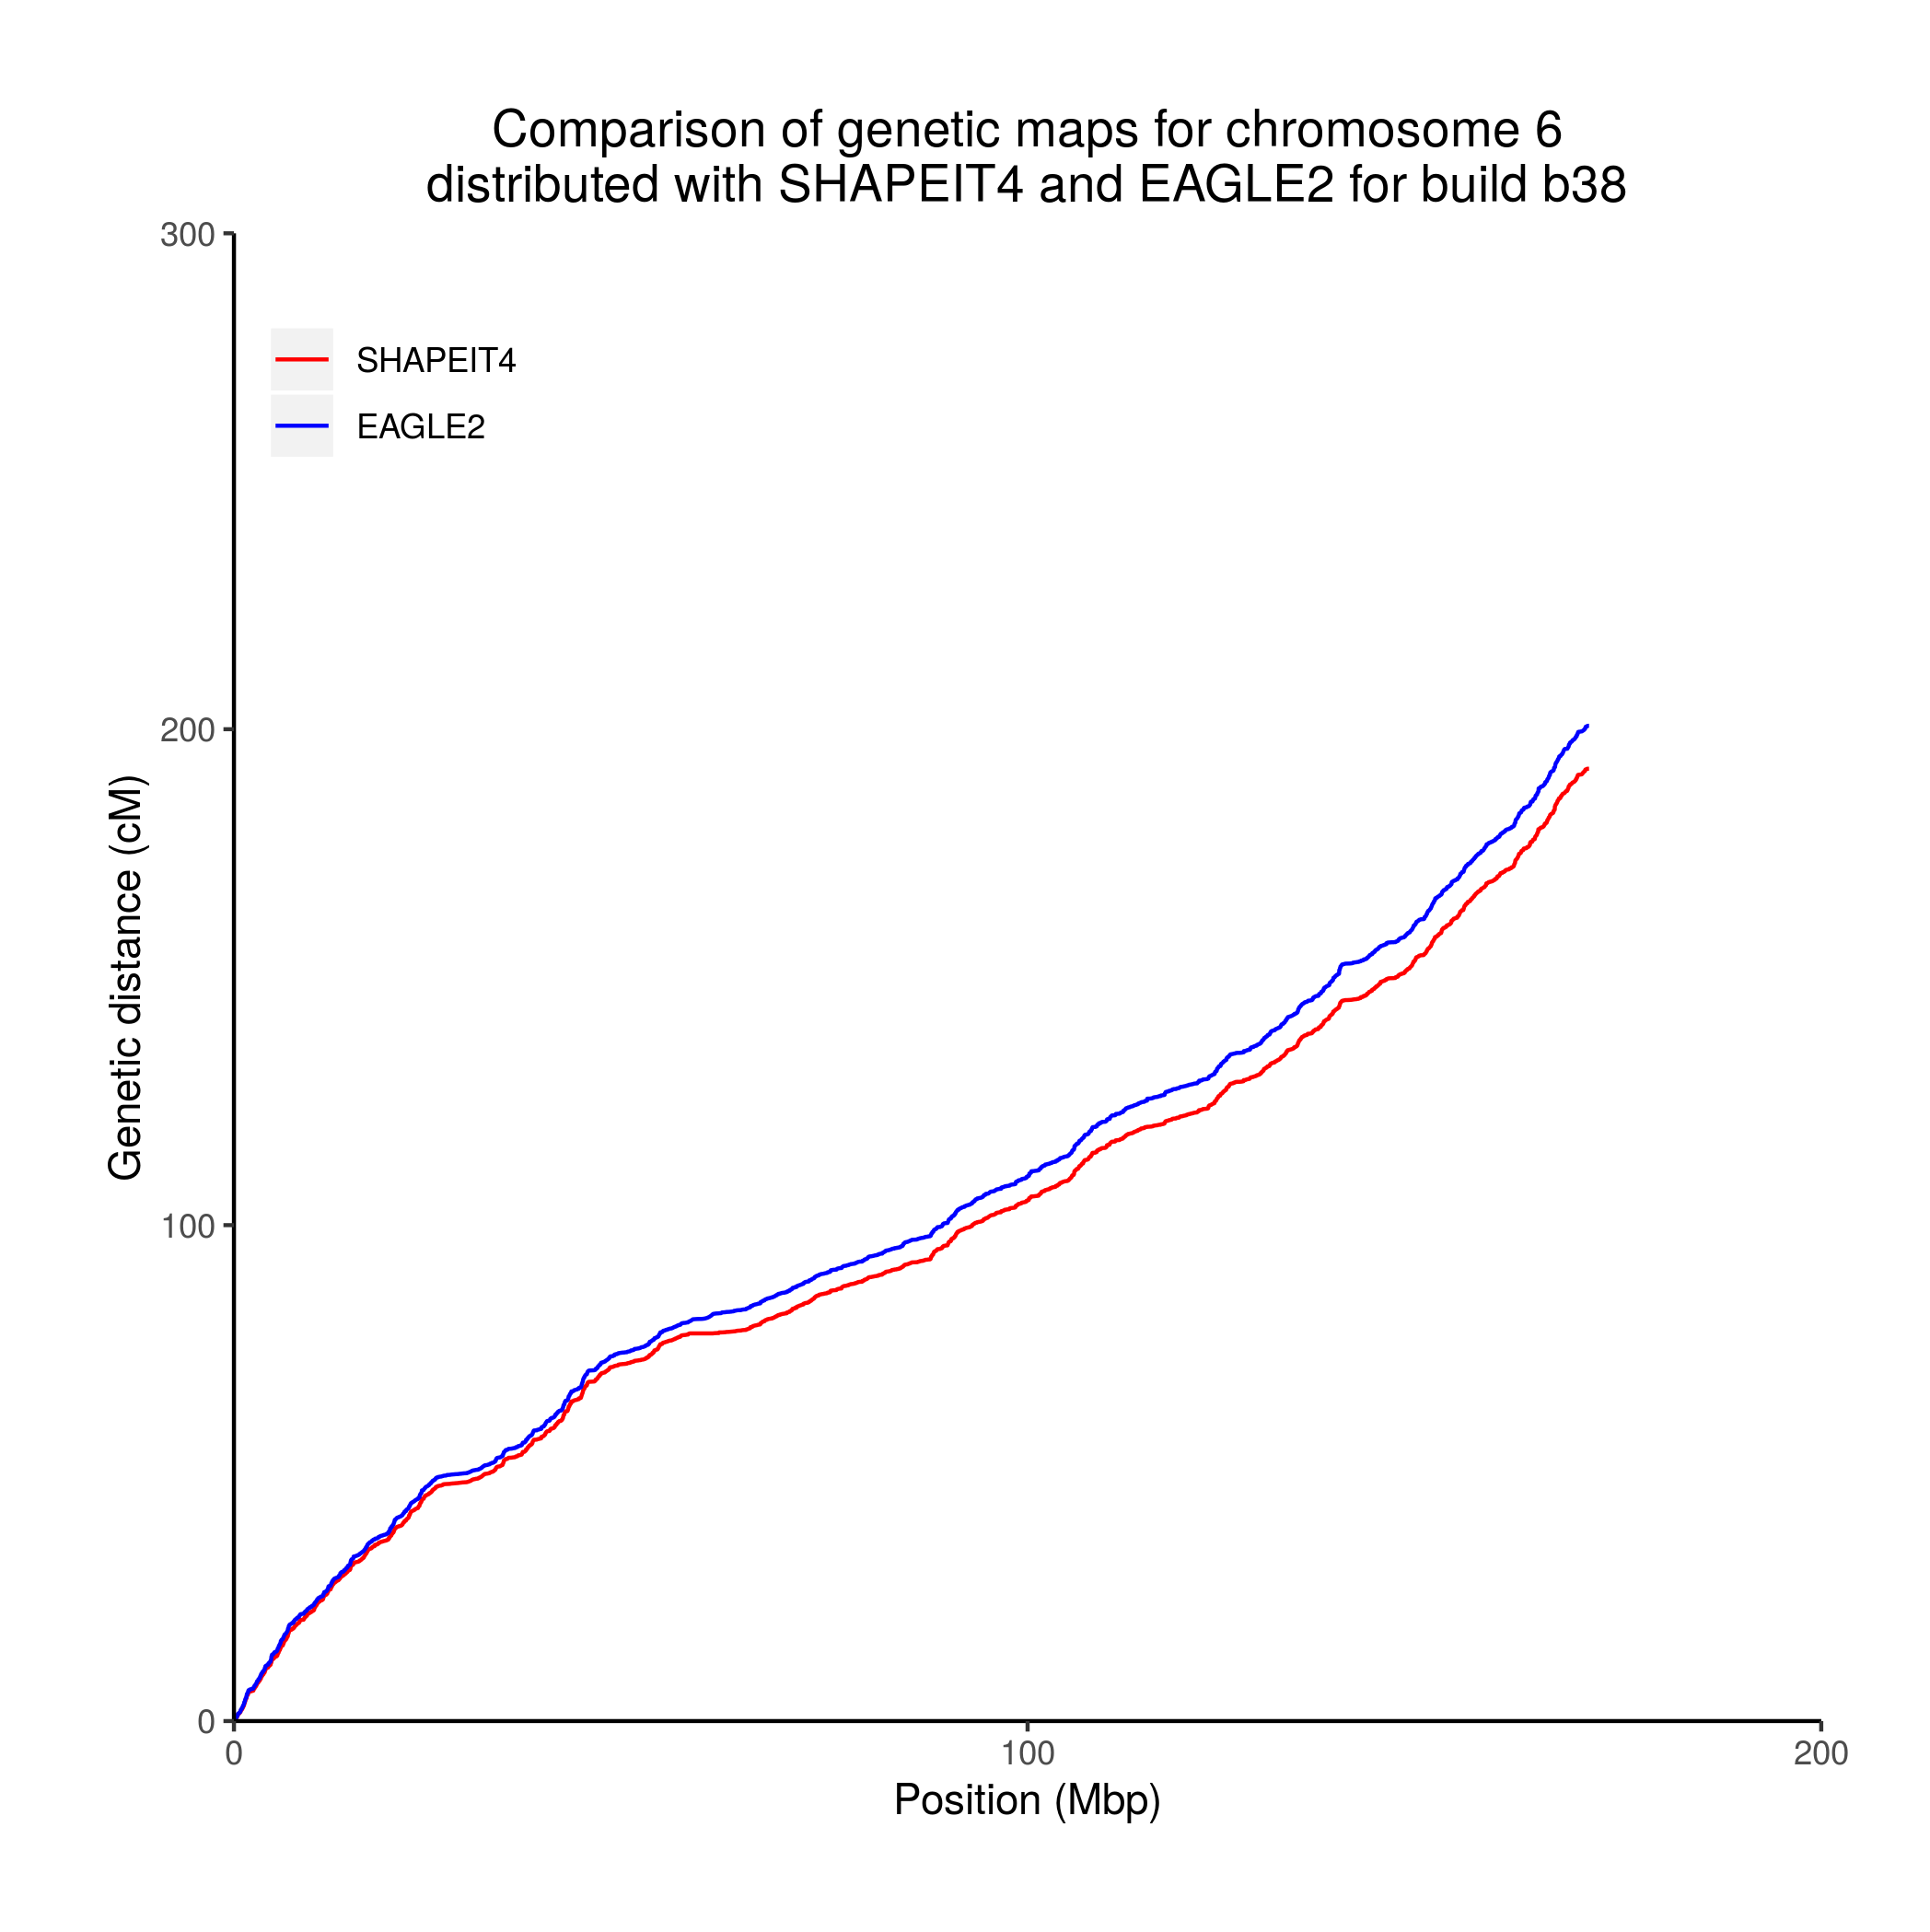 Comparison of genetic maps for chromosome 6
distributed with SHAPEIT4 and EAGLE2 for build b38
300
SHAPEIT4
EAGLE2
200
Genetic distance (cM)
100
0
0 100 200
Position (Mbp)